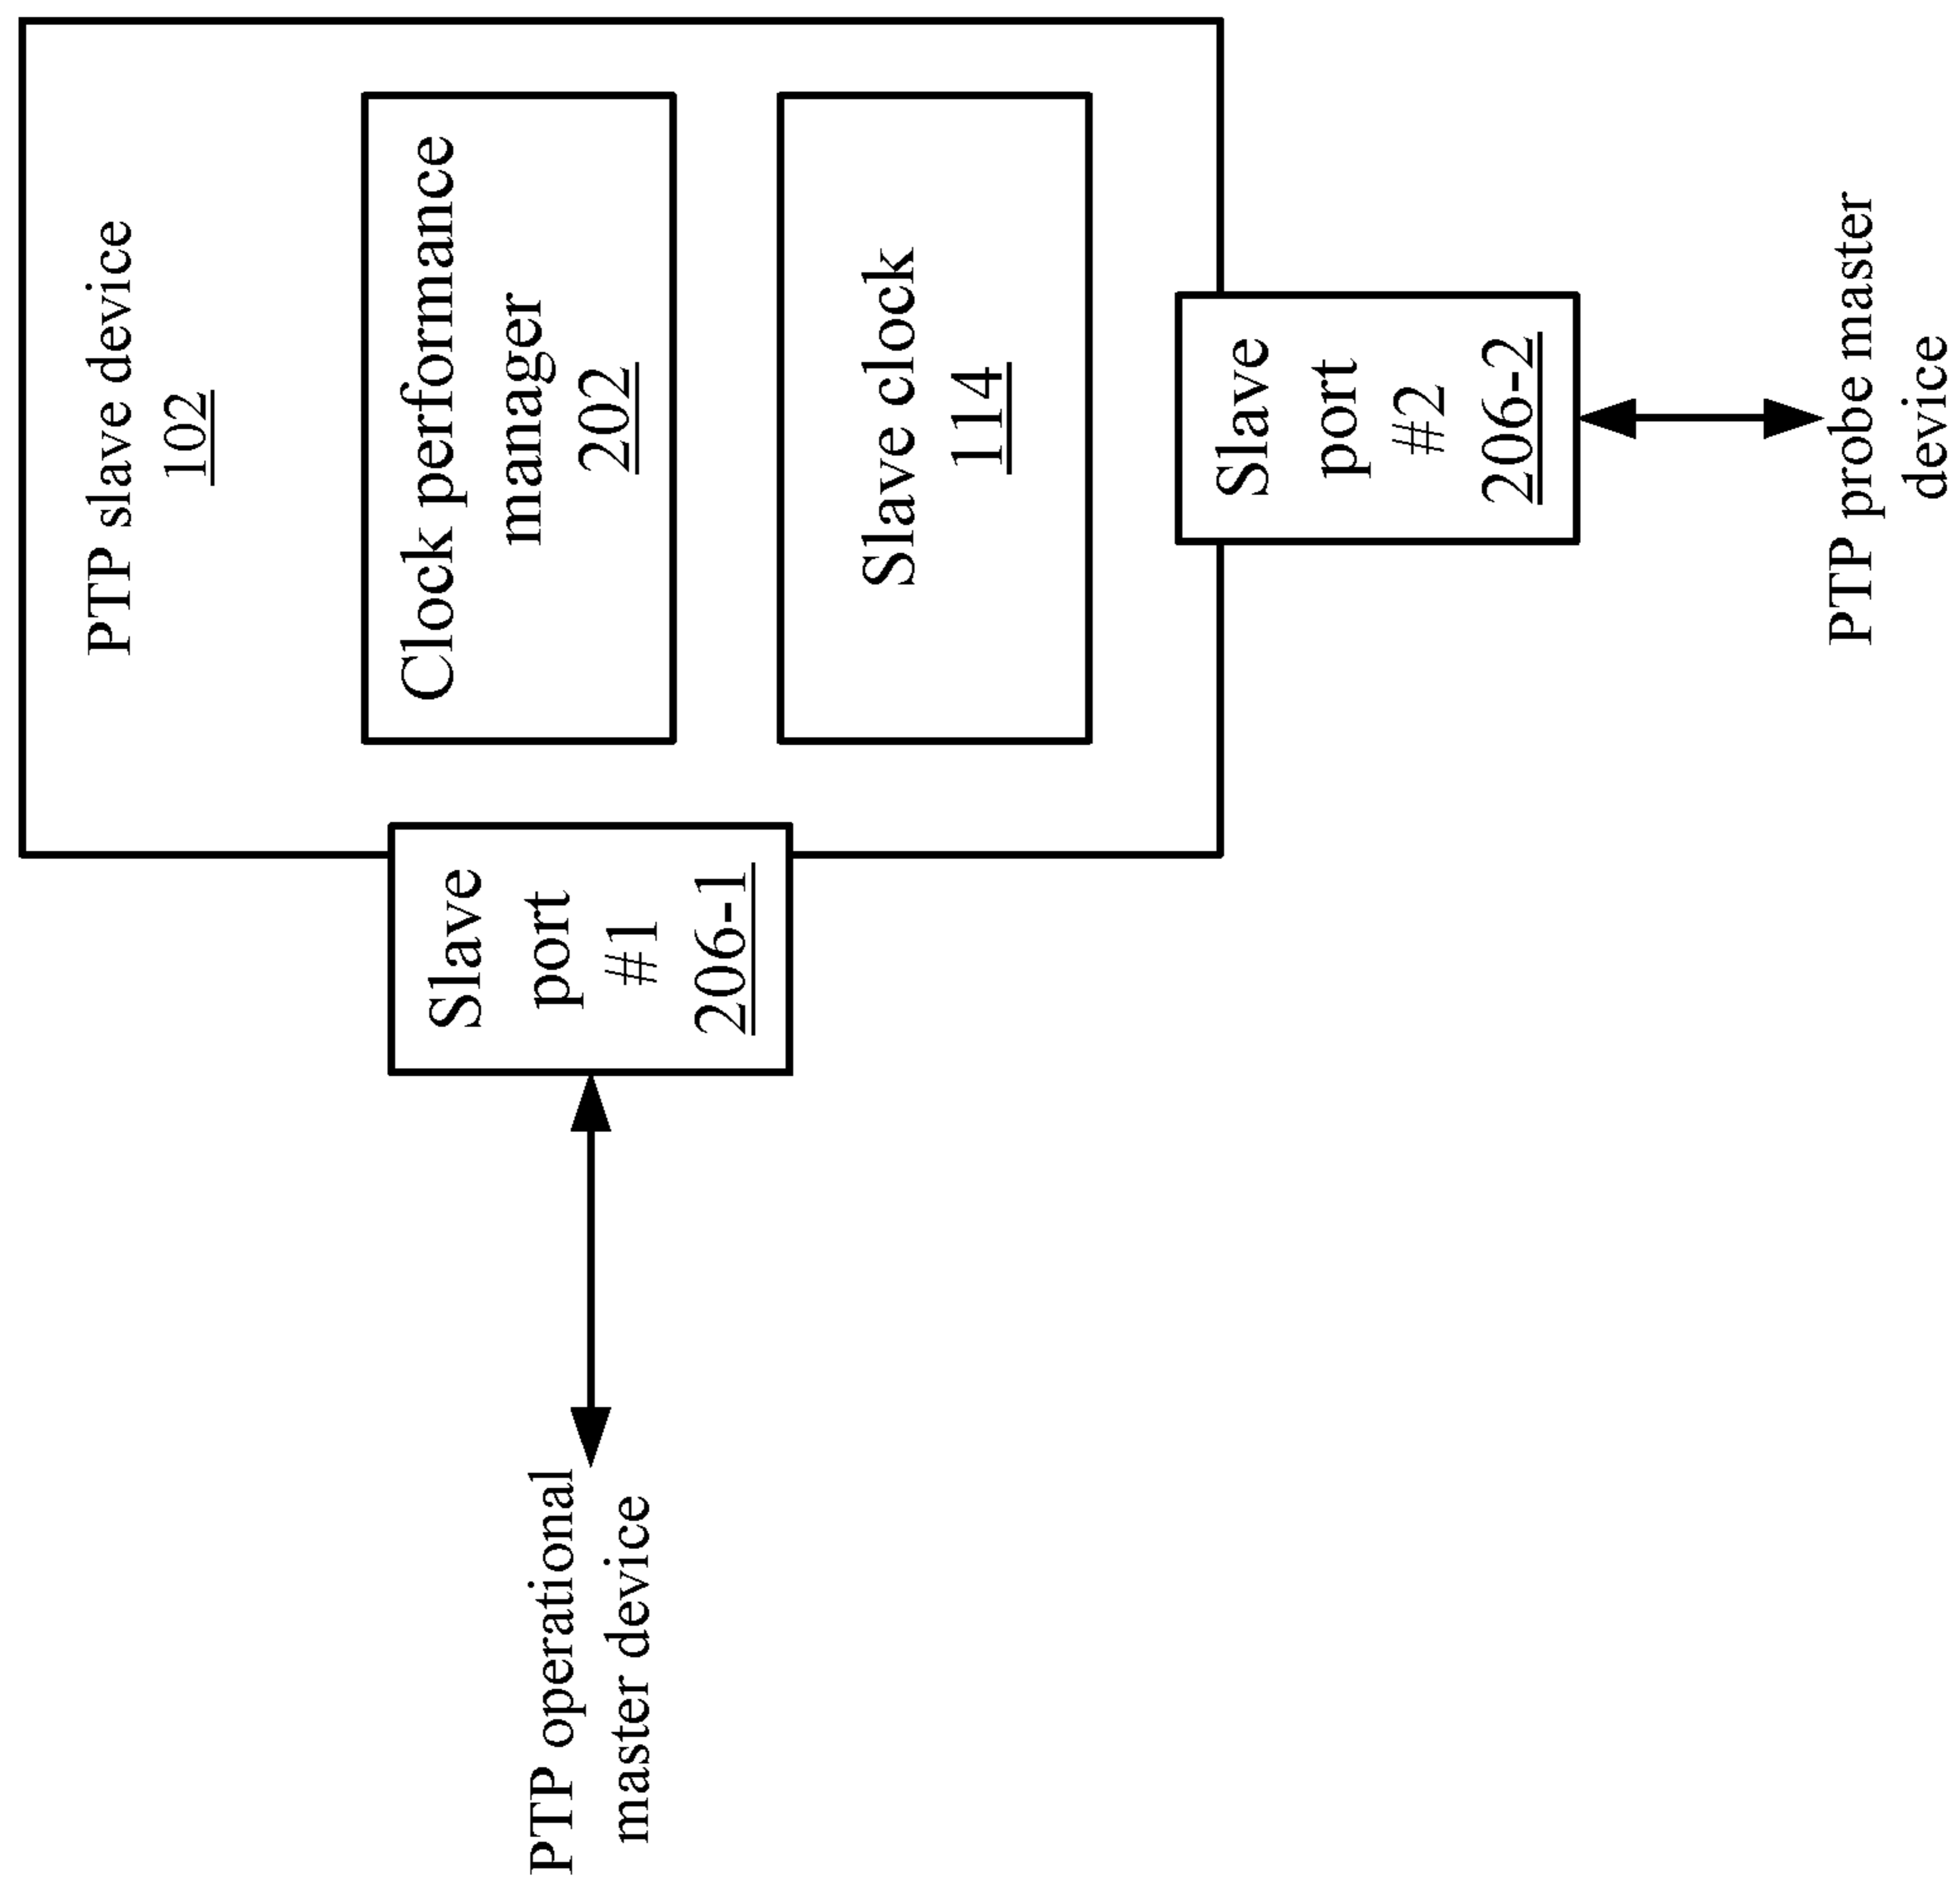 PTP slave device
102
Clock performance
manager
202
Slave clock
114
Slave
port
#1
206-1
Slave
port
#2
206-2
PTP operational
master device
PTP probe master
device